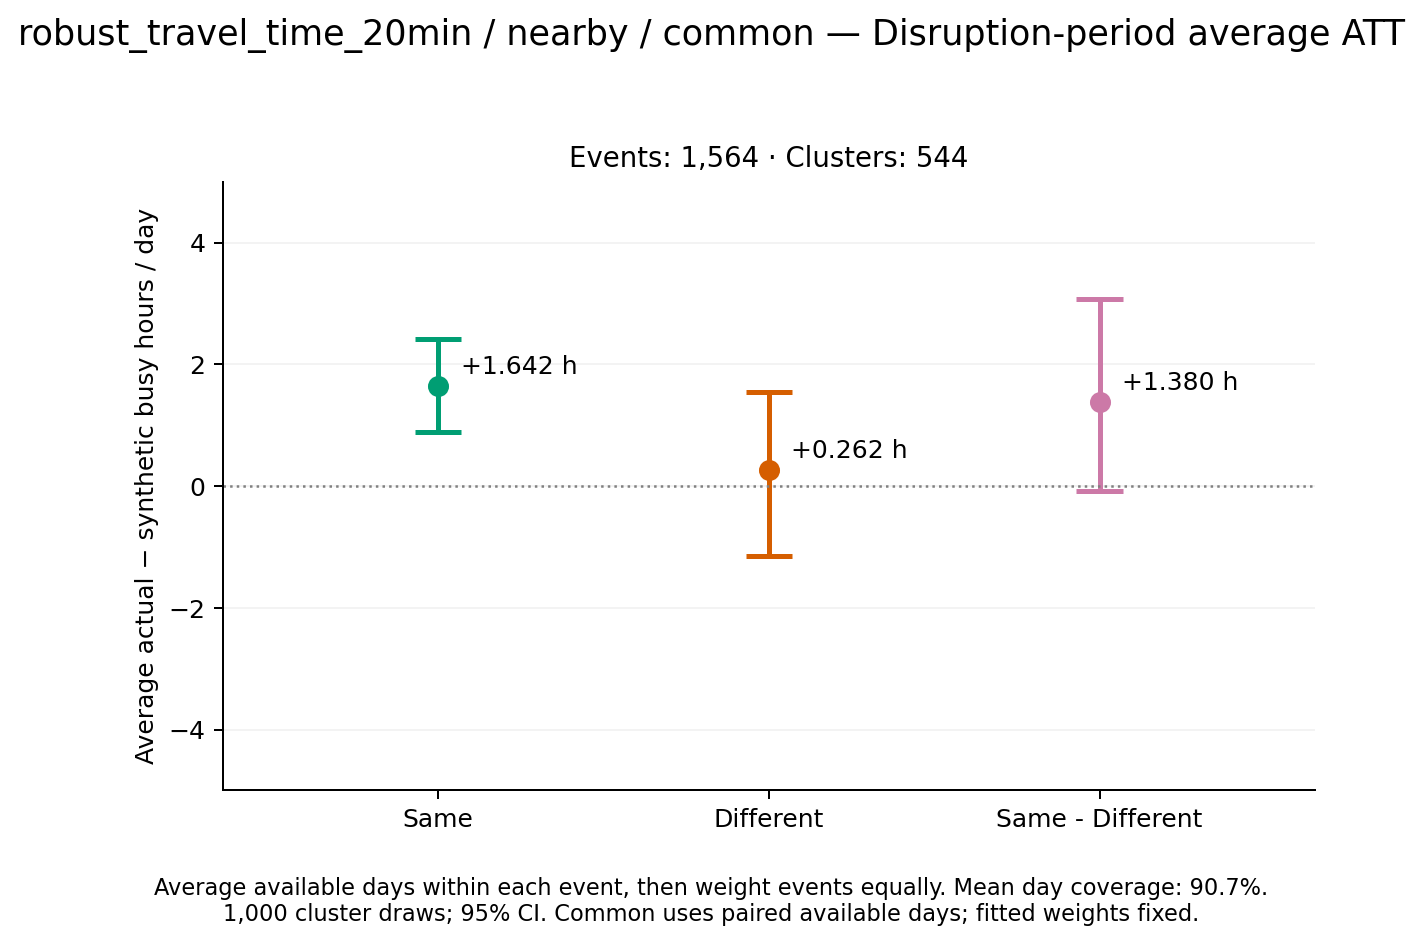 robust_travel_time_20min / nearby / common — Disruption-period average ATT
Events: 1,564 · Clusters: 544
Average actual − synthetic busy hours / day
4
2
0
−2
−4
+1.642 h
+0.262 h
+1.380 h
Same
Different
Same - Different
Average available days within each event, then weight events equally. Mean day coverage: 90.7%.
1,000 cluster draws; 95% CI. Common uses paired available days; fitted weights fixed.